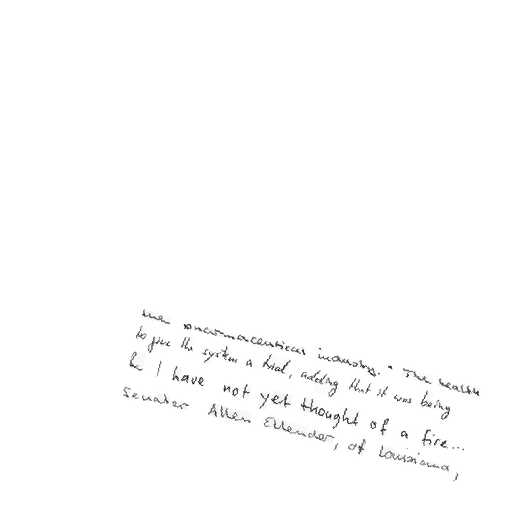 the pharmaceutical industry. " The health
to give the system a trial, adding that it was being
be I have not yet thought of a fire...
Senator Allen Ellender, of Louisiana,